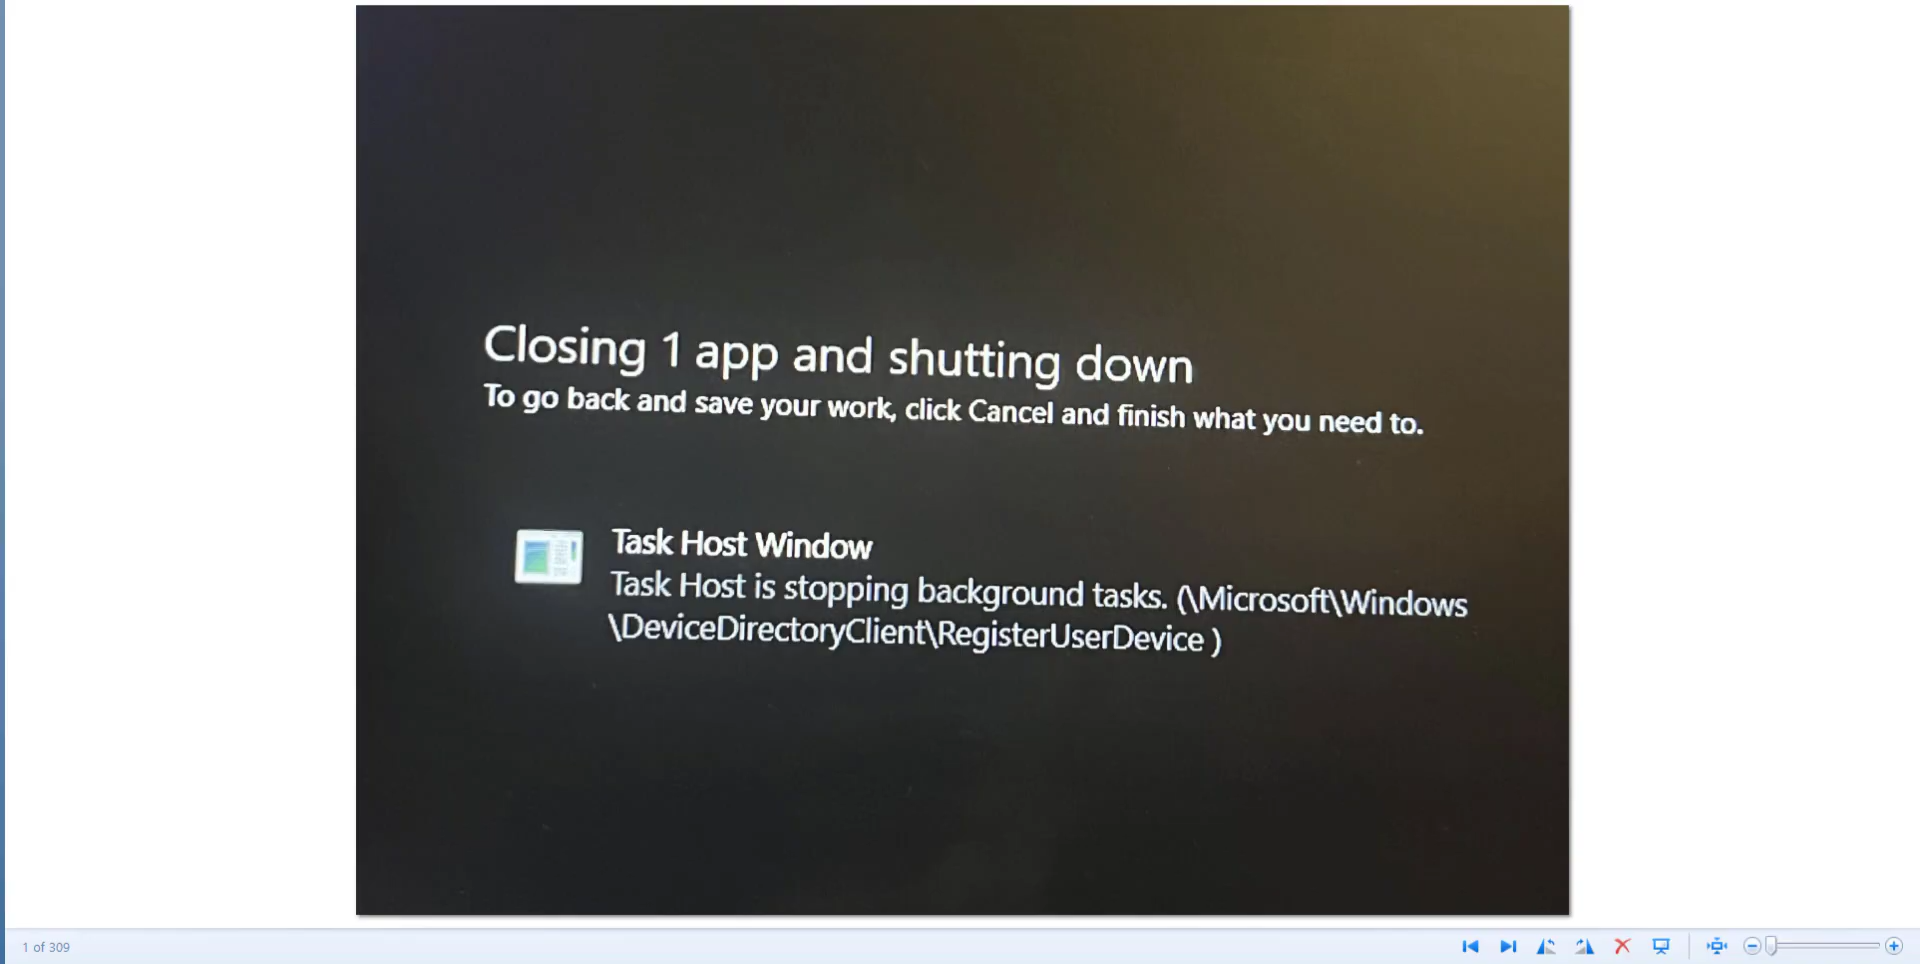 Closing 1 app and shutting down
To go back and save your work, click Cancel and finish what you need to.
Task Host Window
Task Host is stopping background tasks. (\Microsoft\Windows
\DeviceDirectoryClient\RegisterUserDevice )
1 of 309